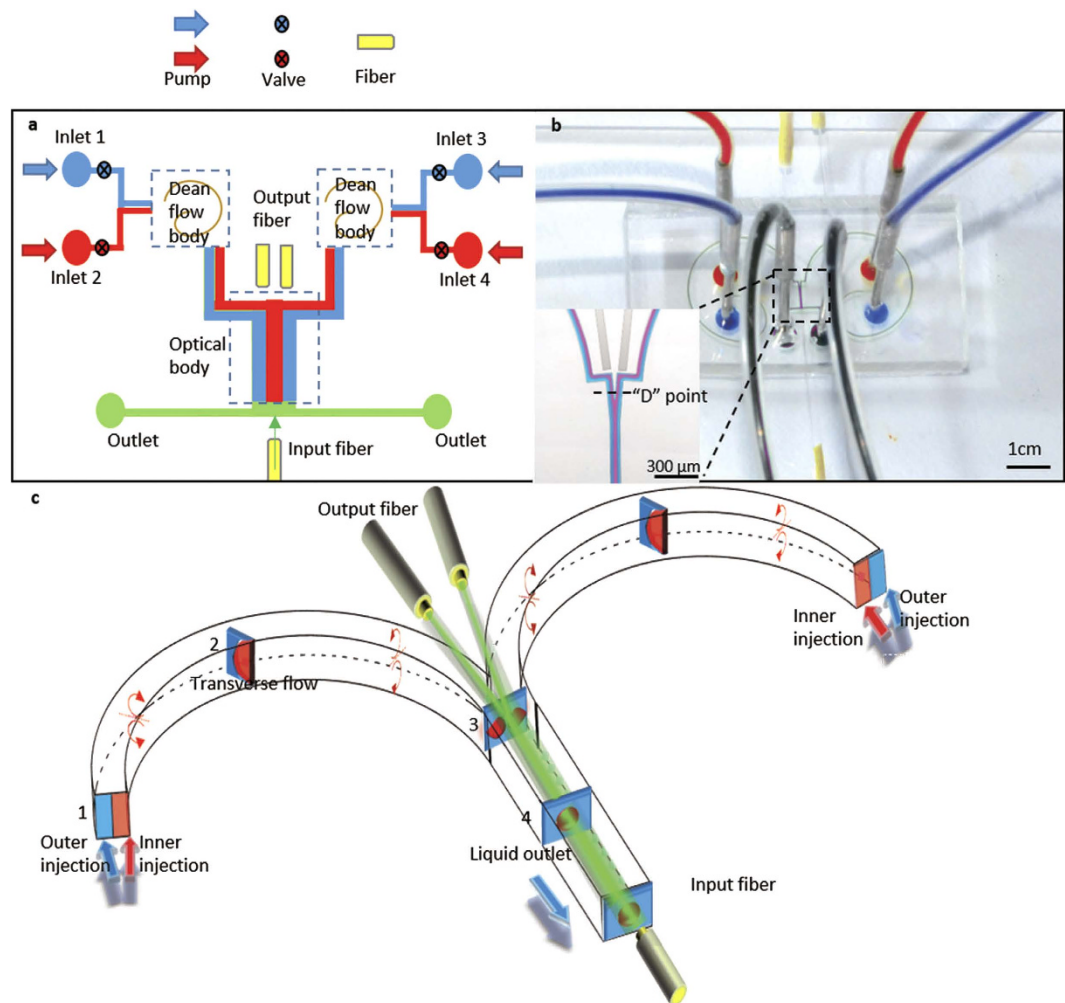 Pump
Valve
Fiber
a
Inlet 1
Inlet 3
Dean
flow
body
Output
fiber
Dean
flow
body
Inlet 2
Inlet 4
Optical
body
Outlet
Input fiber
Outlet
b
"D" point
300 μm
1cm
c
Output fiber
2
Transverse flow
Inner
injection
Outer
injection
3
1
4
Outer
injection
Inner
injection
Liquid outlet
Input fiber